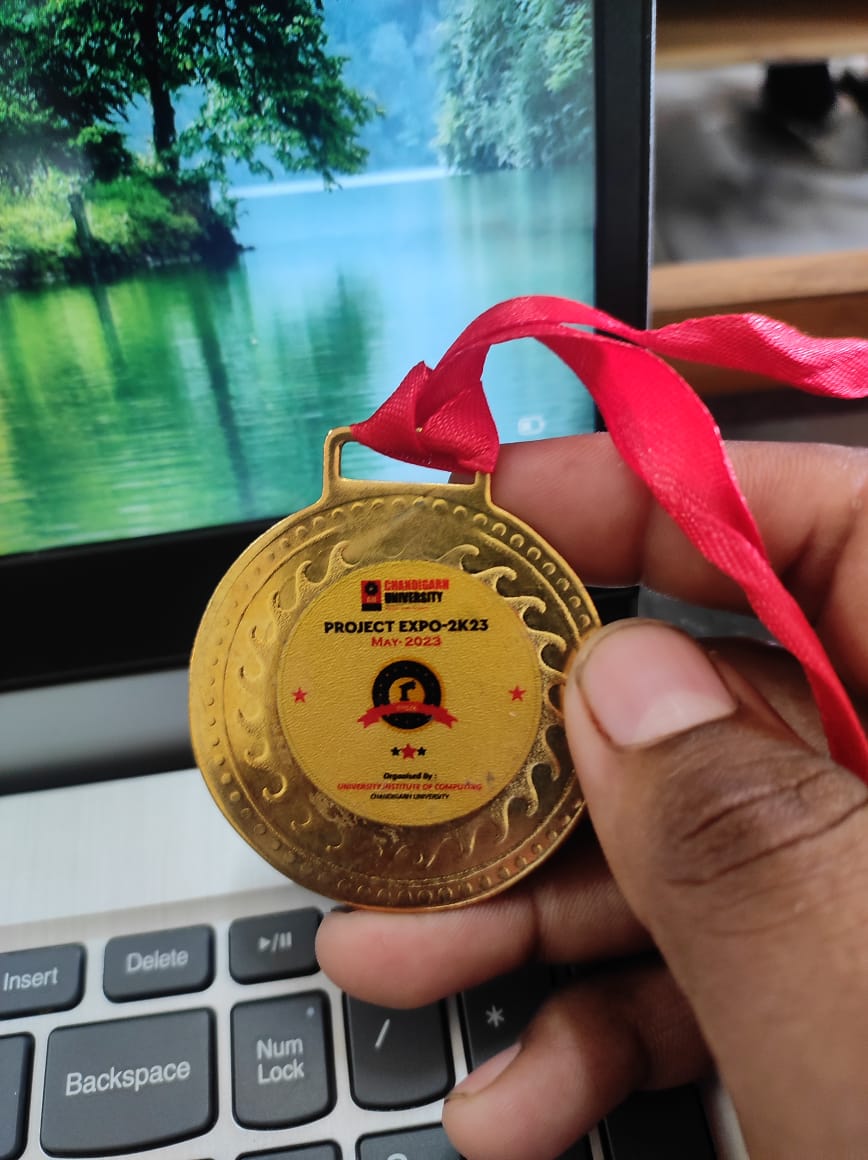 CHANDIGARH
UNIVERSITY
PROJECT EXPO-2K23
MAY-2023
Organised By :
UNIVERSITY INSTITUTE OF COMPUTING
CHANDIGARH UNIVERSITY
Insert
Delete
Backspace
Num
Lock
/
*